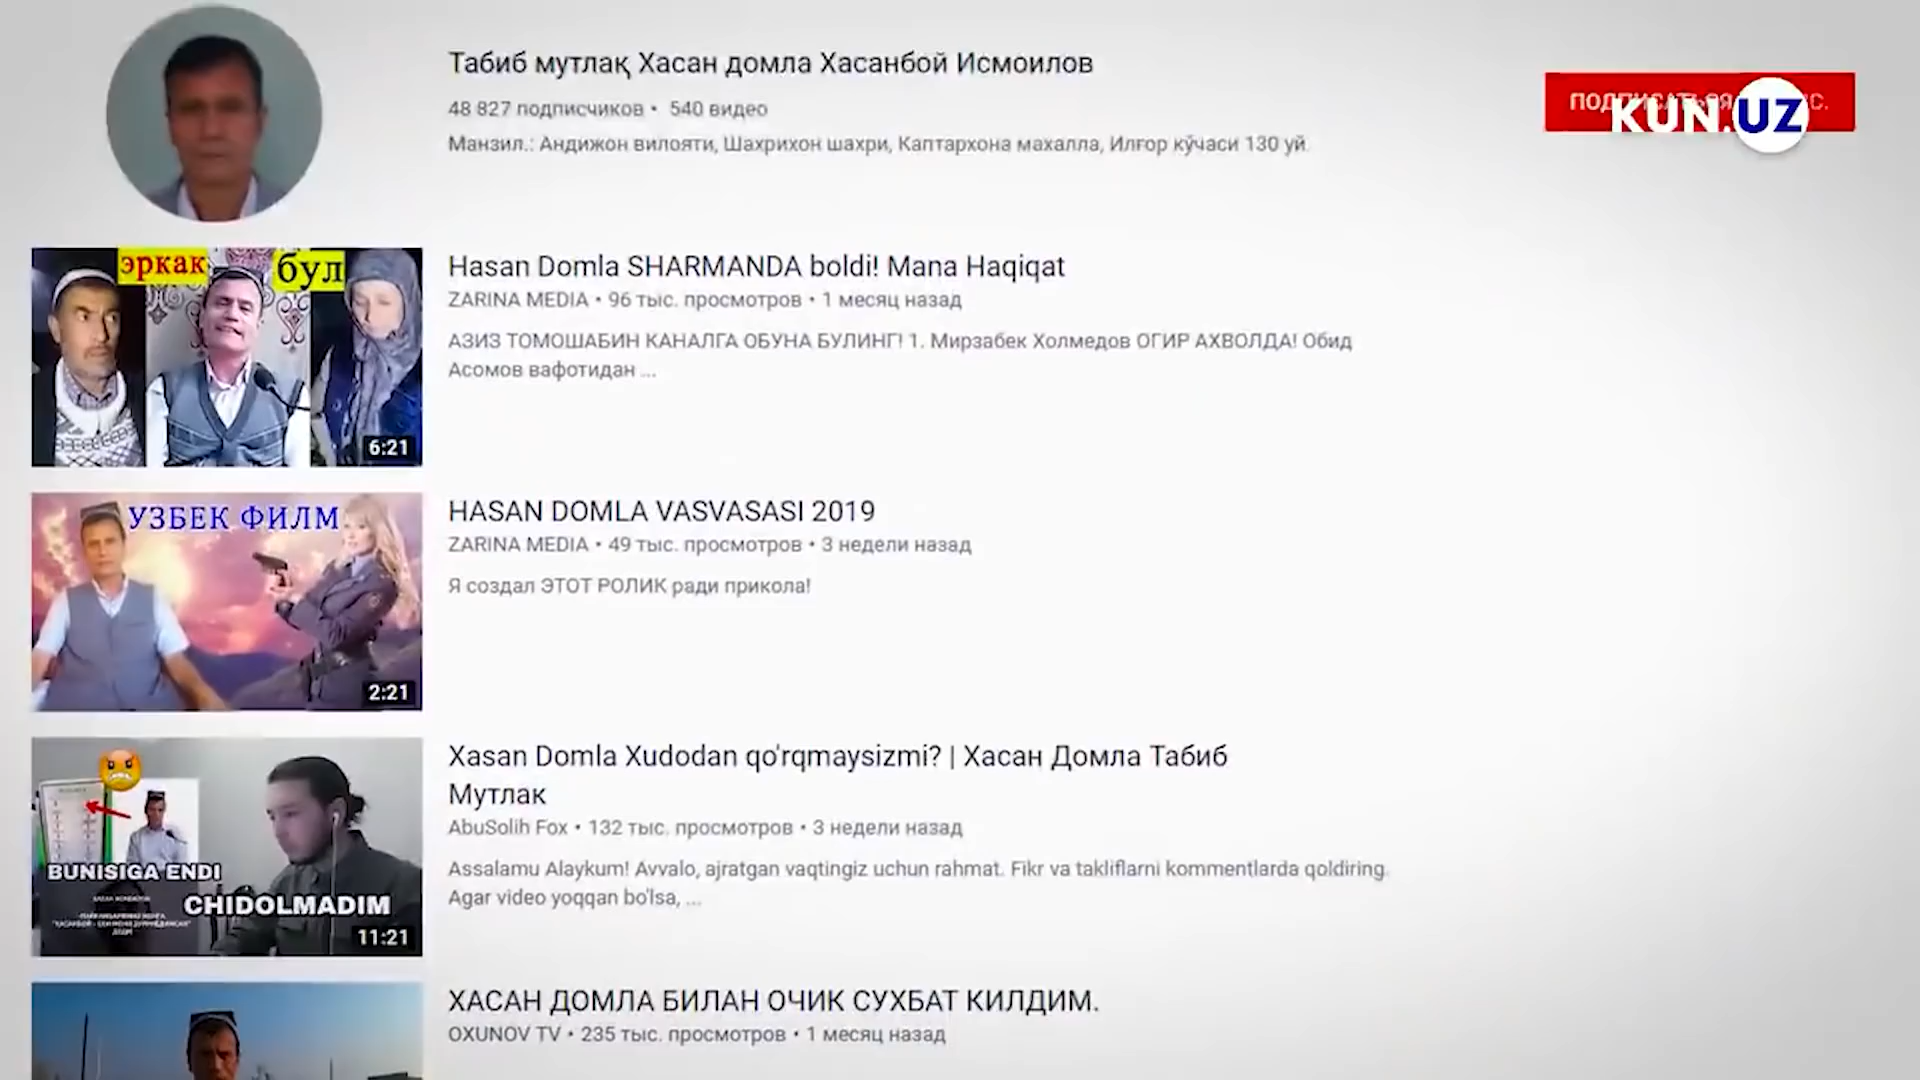 Табиб мутлақ Хасан домла Хасанбой Исмоилов
48 827 подписчиков • 540 видео
Манзил.: Андижон вилояти, Шахрихон шахри, Каптархона махалла, Илғор кўчаси 130 уй.
KUN.UZ
эркак
бул
6:21
Hasan Domla SHARMANDA boldi! Mana Haqiqat
ZARINA MEDIA • 96 тыс. просмотров • 1 месяц назад
АЗИЗ ТОМОШАБИН КАНАЛГА ОБУНА БУЛИНГ! 1. Мирзабек Холмедов ОГИР АХВОЛДА! Обид
Асомов вафотидан ...
УЗБЕК ФИЛМ
2:21
HASAN DOMLA VASVASASI 2019
ZARINA MEDIA • 49 тыс. просмотров • 3 недели назад
Я создал ЭТОТ РОЛИК ради прикола!
BUNISIGA ENDI
CHIDOLMADIM
11:21
Xasan Domla Xudodan qo'rqmaysizmi? | Хасан Домла Табиб
Мутлак
AbuSolih Fox • 132 тыс. просмотров • 3 недели назад
Assalamu Alaykum! Avvalo, ajratgan vaqtingiz uchun rahmat. Fikr va takliflarni kommentlarda qoldiring.
Agar video yoqqan bo'lsa, ...
ХАСАН ДОМЛА БИЛАН ОЧИК СУХБАТ КИЛДИМ.
OXUNOV TV • 235 тыс. просмотров • 1 месяц назад